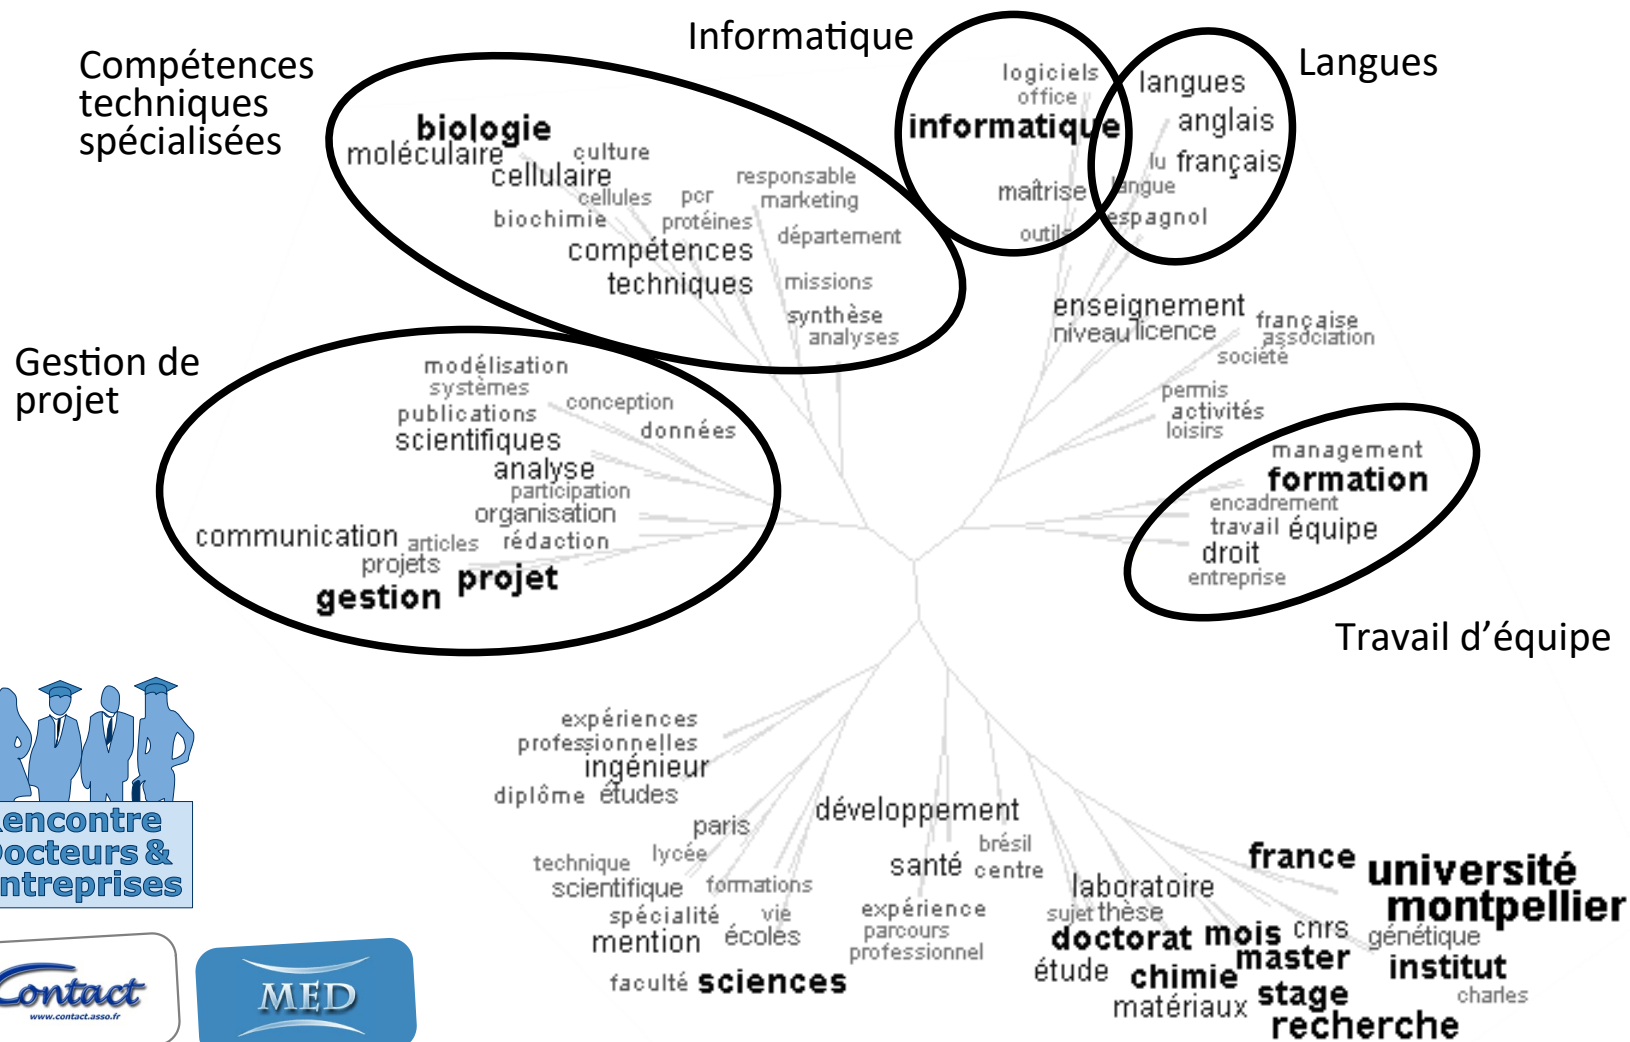 Informatique
Langues
Compétences
techniques
spécialisées
biologie
moléculaire
culture
cellulaire
cellules
pcr
biochimie
protéines
compétences
techniques
responsable
marketing
département
missions
synthèse
analyses
logiciels
office
informatique
maîtrise
outils
langues
anglais
lu français
langue
espagnol
enseignement
niveau licence
française
association
société
permis
activités
loisirs
Gestion de
projet
modélisation
systèmes
conception
publications
données
scientifiques
analyse
participation
organisation
communication articles rédaction
projets
projet
gestion
management
formation
encadrement
travail équipe
droit
entreprise
Travail d’équipe
expériences
professionnelles
ingénieur
diplôme études
paris
technique lycée
scientifique formations
spécialité vie
mention écoles
faculté sciences
développement
brésil
santé centre
expérience
parcours
professionnel
laboratoire
sujet thèse
doctorat mois cnrs
étude chimie master
matériaux stage
recherche
france université
montpellier
génétique
institut
charles
encontre
octeurs &
ntreprises
Contact
www.contact.asso.fr
MED